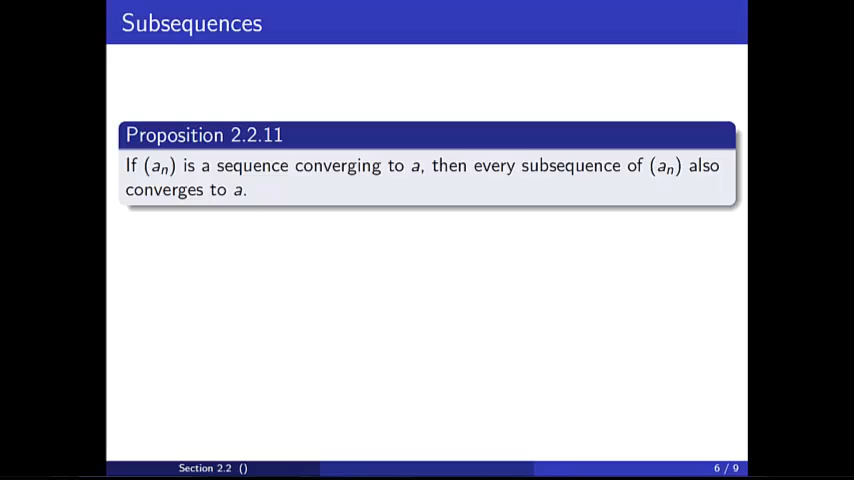 Subsequences
Proposition 2.2.11
If (aₙ) is a sequence converging to a, then every subsequence of (aₙ) also
converges to a.
Section 2.2 ()
6 / 9